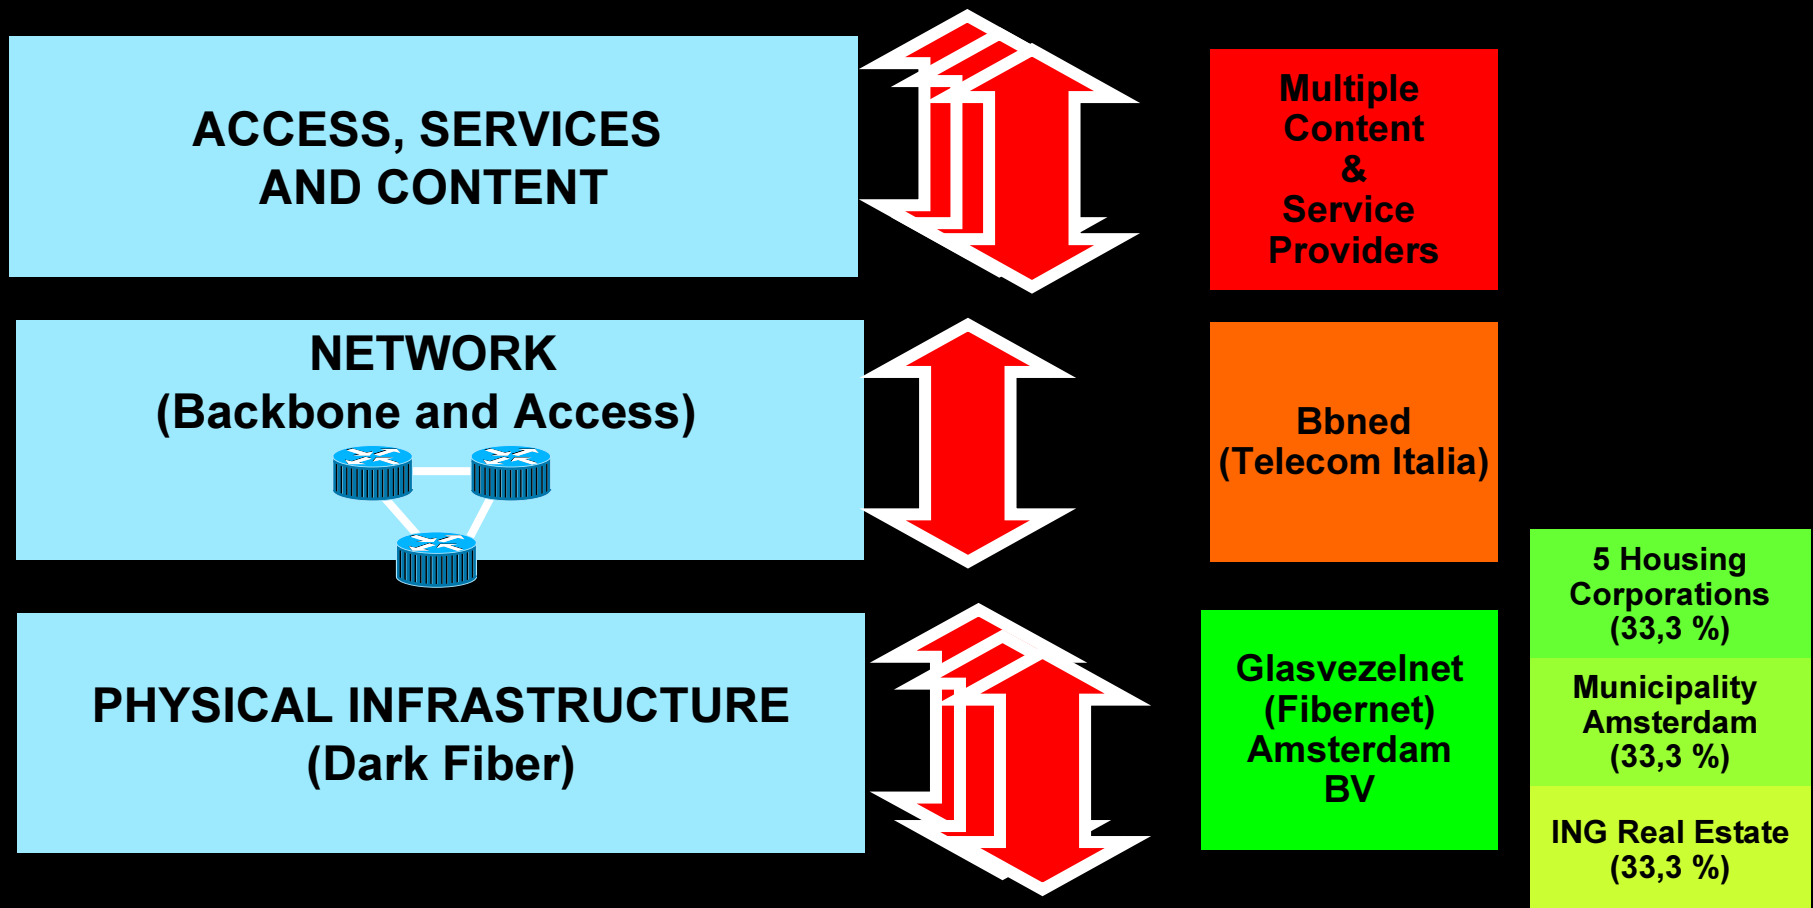 ACCESS, SERVICES
AND CONTENT
Multiple
Content
&
Service
Providers
NETWORK
(Backbone and Access)
Bbned
(Telecom Italia)
PHYSICAL INFRASTRUCTURE
(Dark Fiber)
Glasvezelnet
(Fibernet)
Amsterdam
BV
5 Housing
Corporations
(33,3 %)
Municipality
Amsterdam
(33,3 %)
ING Real Estate
(33,3 %)